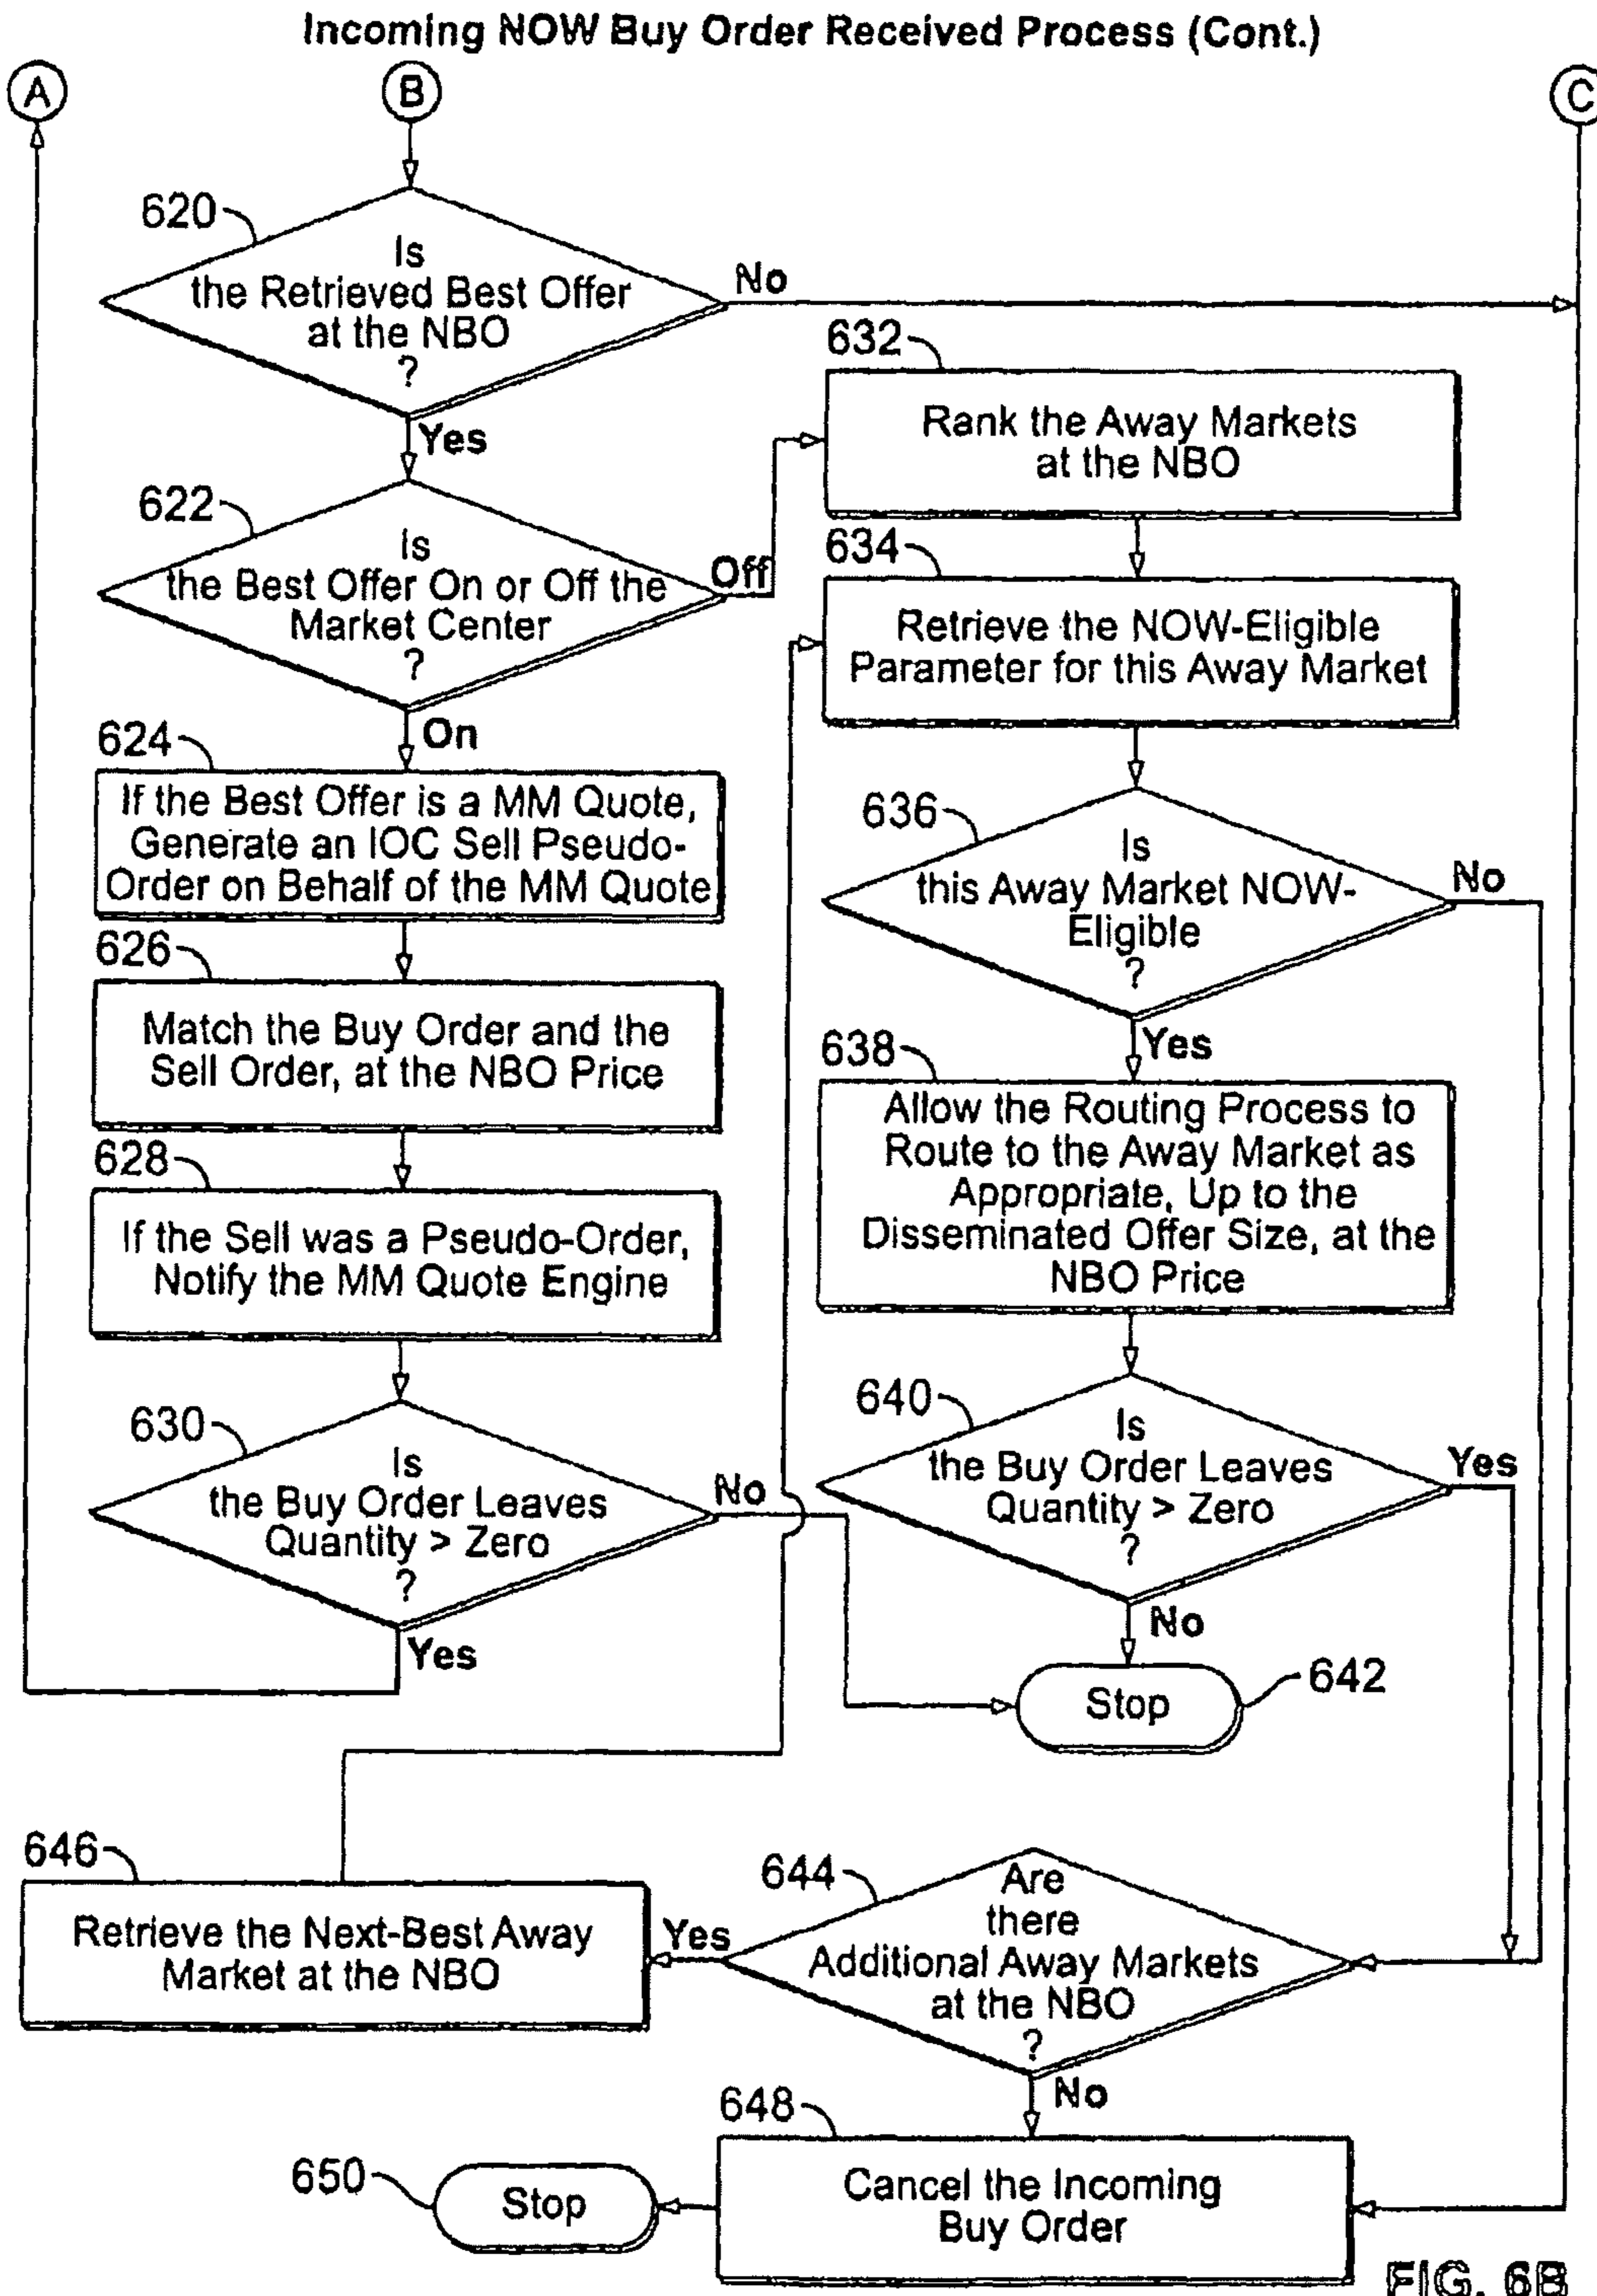 Incoming NOW Buy Order Received Process (Cont.)
A
B
C
620
Is
the Retrieved Best Offer
at the NBO
?
No
Yes
622
Is
the Best Offer On or Off the
Market Center
?
Off
On
624
If the Best Offer is a MM Quote,
Generate an IOC Sell Pseudo-
Order on Behalf of the MM Quote
626
Match the Buy Order and the
Sell Order, at the NBO Price
628
If the Sell was a Pseudo-Order,
Notify the MM Quote Engine
630
Is
the Buy Order Leaves
Quantity > Zero
?
No
Yes
632
Rank the Away Markets
at the NBO
634
Retrieve the NOW-Eligible
Parameter for this Away Market
636
Is
this Away Market NOW-
Eligible
?
No
Yes
638
Allow the Routing Process to
Route to the Away Market as
Appropriate, Up to the
Disseminated Offer Size, at the
NBO Price
640
Is
the Buy Order Leaves
Quantity > Zero
?
Yes
No
Stop
642
644
Are
there
Additional Away Markets
at the NBO
?
Yes
No
646
Retrieve the Next-Best Away
Market at the NBO
648
Cancel the Incoming
Buy Order
650
Stop
FIG. 6B